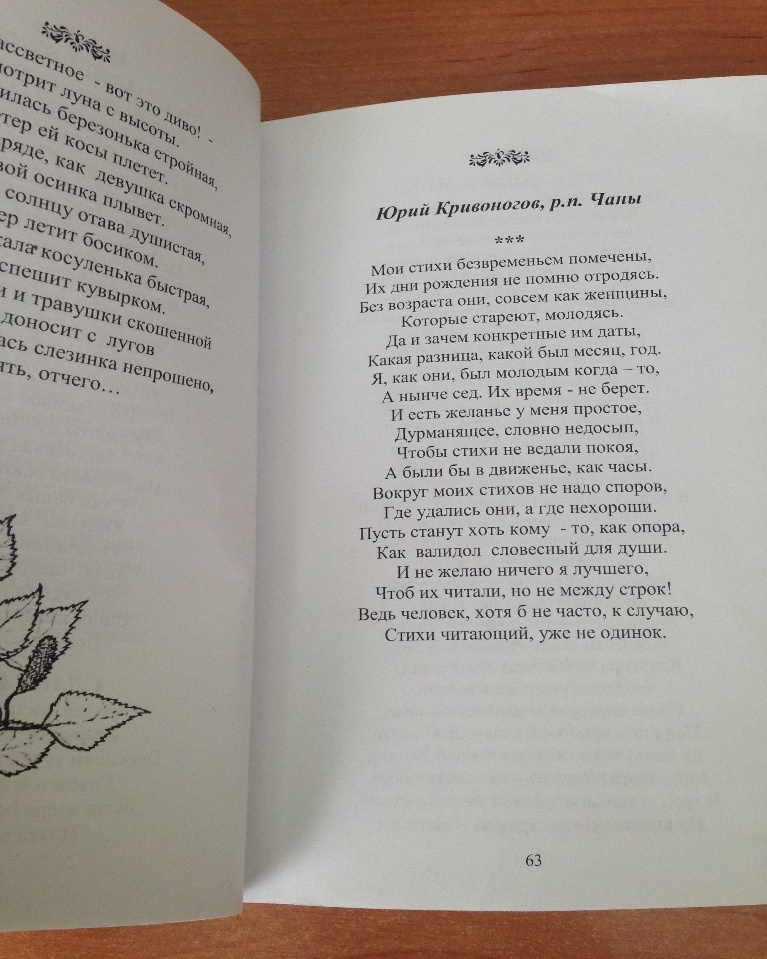 ассветное - вот это диво! -
отрит луна с высоты.
илась березонька стройная,
тер ей косы плетет.
ряде, как девушка скромная,
вой осинка плывет.
солнцу отава душистая,
ер летит босиком.
кала косуленька быстрая,
спешит кувырком.
и и травушки скошенной
доносит с лугов
ась слезинка непрошено,
ять, отчего…
Юрий Кривоногов, р.п. Чаны
***
Мои стихи безвременьем помечены,
Их дни рождения не помню отродясь.
Без возраста они, совсем как женщины,
Которые стареют, молодясь.
Да и зачем конкретные им даты,
Какая разница, какой был месяц, год.
Я, как они, был молодым когда – то,
А нынче сед. Их время - не берет.
И есть желанье у меня простое,
Дурманящее, словно недосып,
Чтобы стихи не ведали покоя,
А были бы в движенье, как часы.
Вокруг моих стихов не надо споров,
Где удались они, а где нехороши.
Пусть станут хоть кому - то, как опора,
Как валидол словесный для души.
И не желаю ничего я лучшего,
Чтоб их читали, но не между строк!
Ведь человек, хотя б не часто, к случаю,
Стихи читающий, уже не одинок.
63